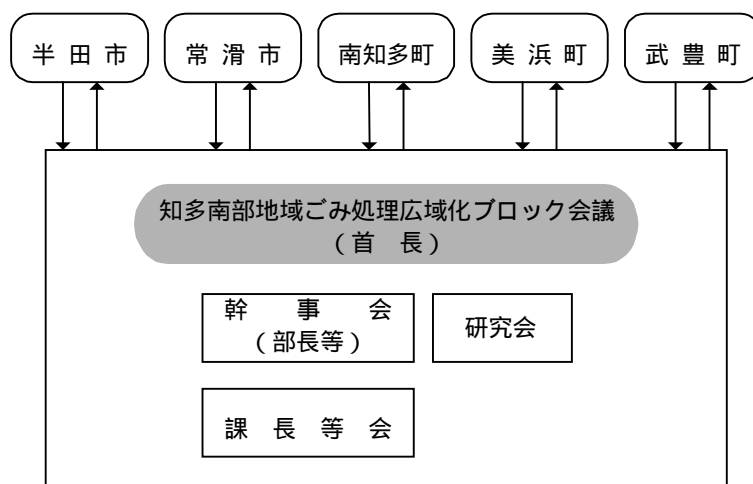 半田市
常滑市
南知多町
美浜町
武豊町
知多南部地域ごみ処理広域化ブロック会議
（首　長）
幹　事　会
（部長等）
研究会
課　長　等　会